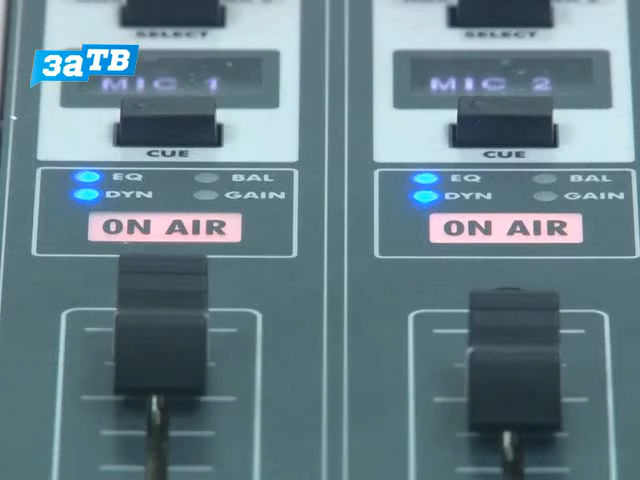 заТВ
SELECT
SELECT
MIC 1
MIC 2
CUE
CUE
EQ BAL
DYN GAIN
ON AIR
EQ BAL
DYN GAIN
ON AIR